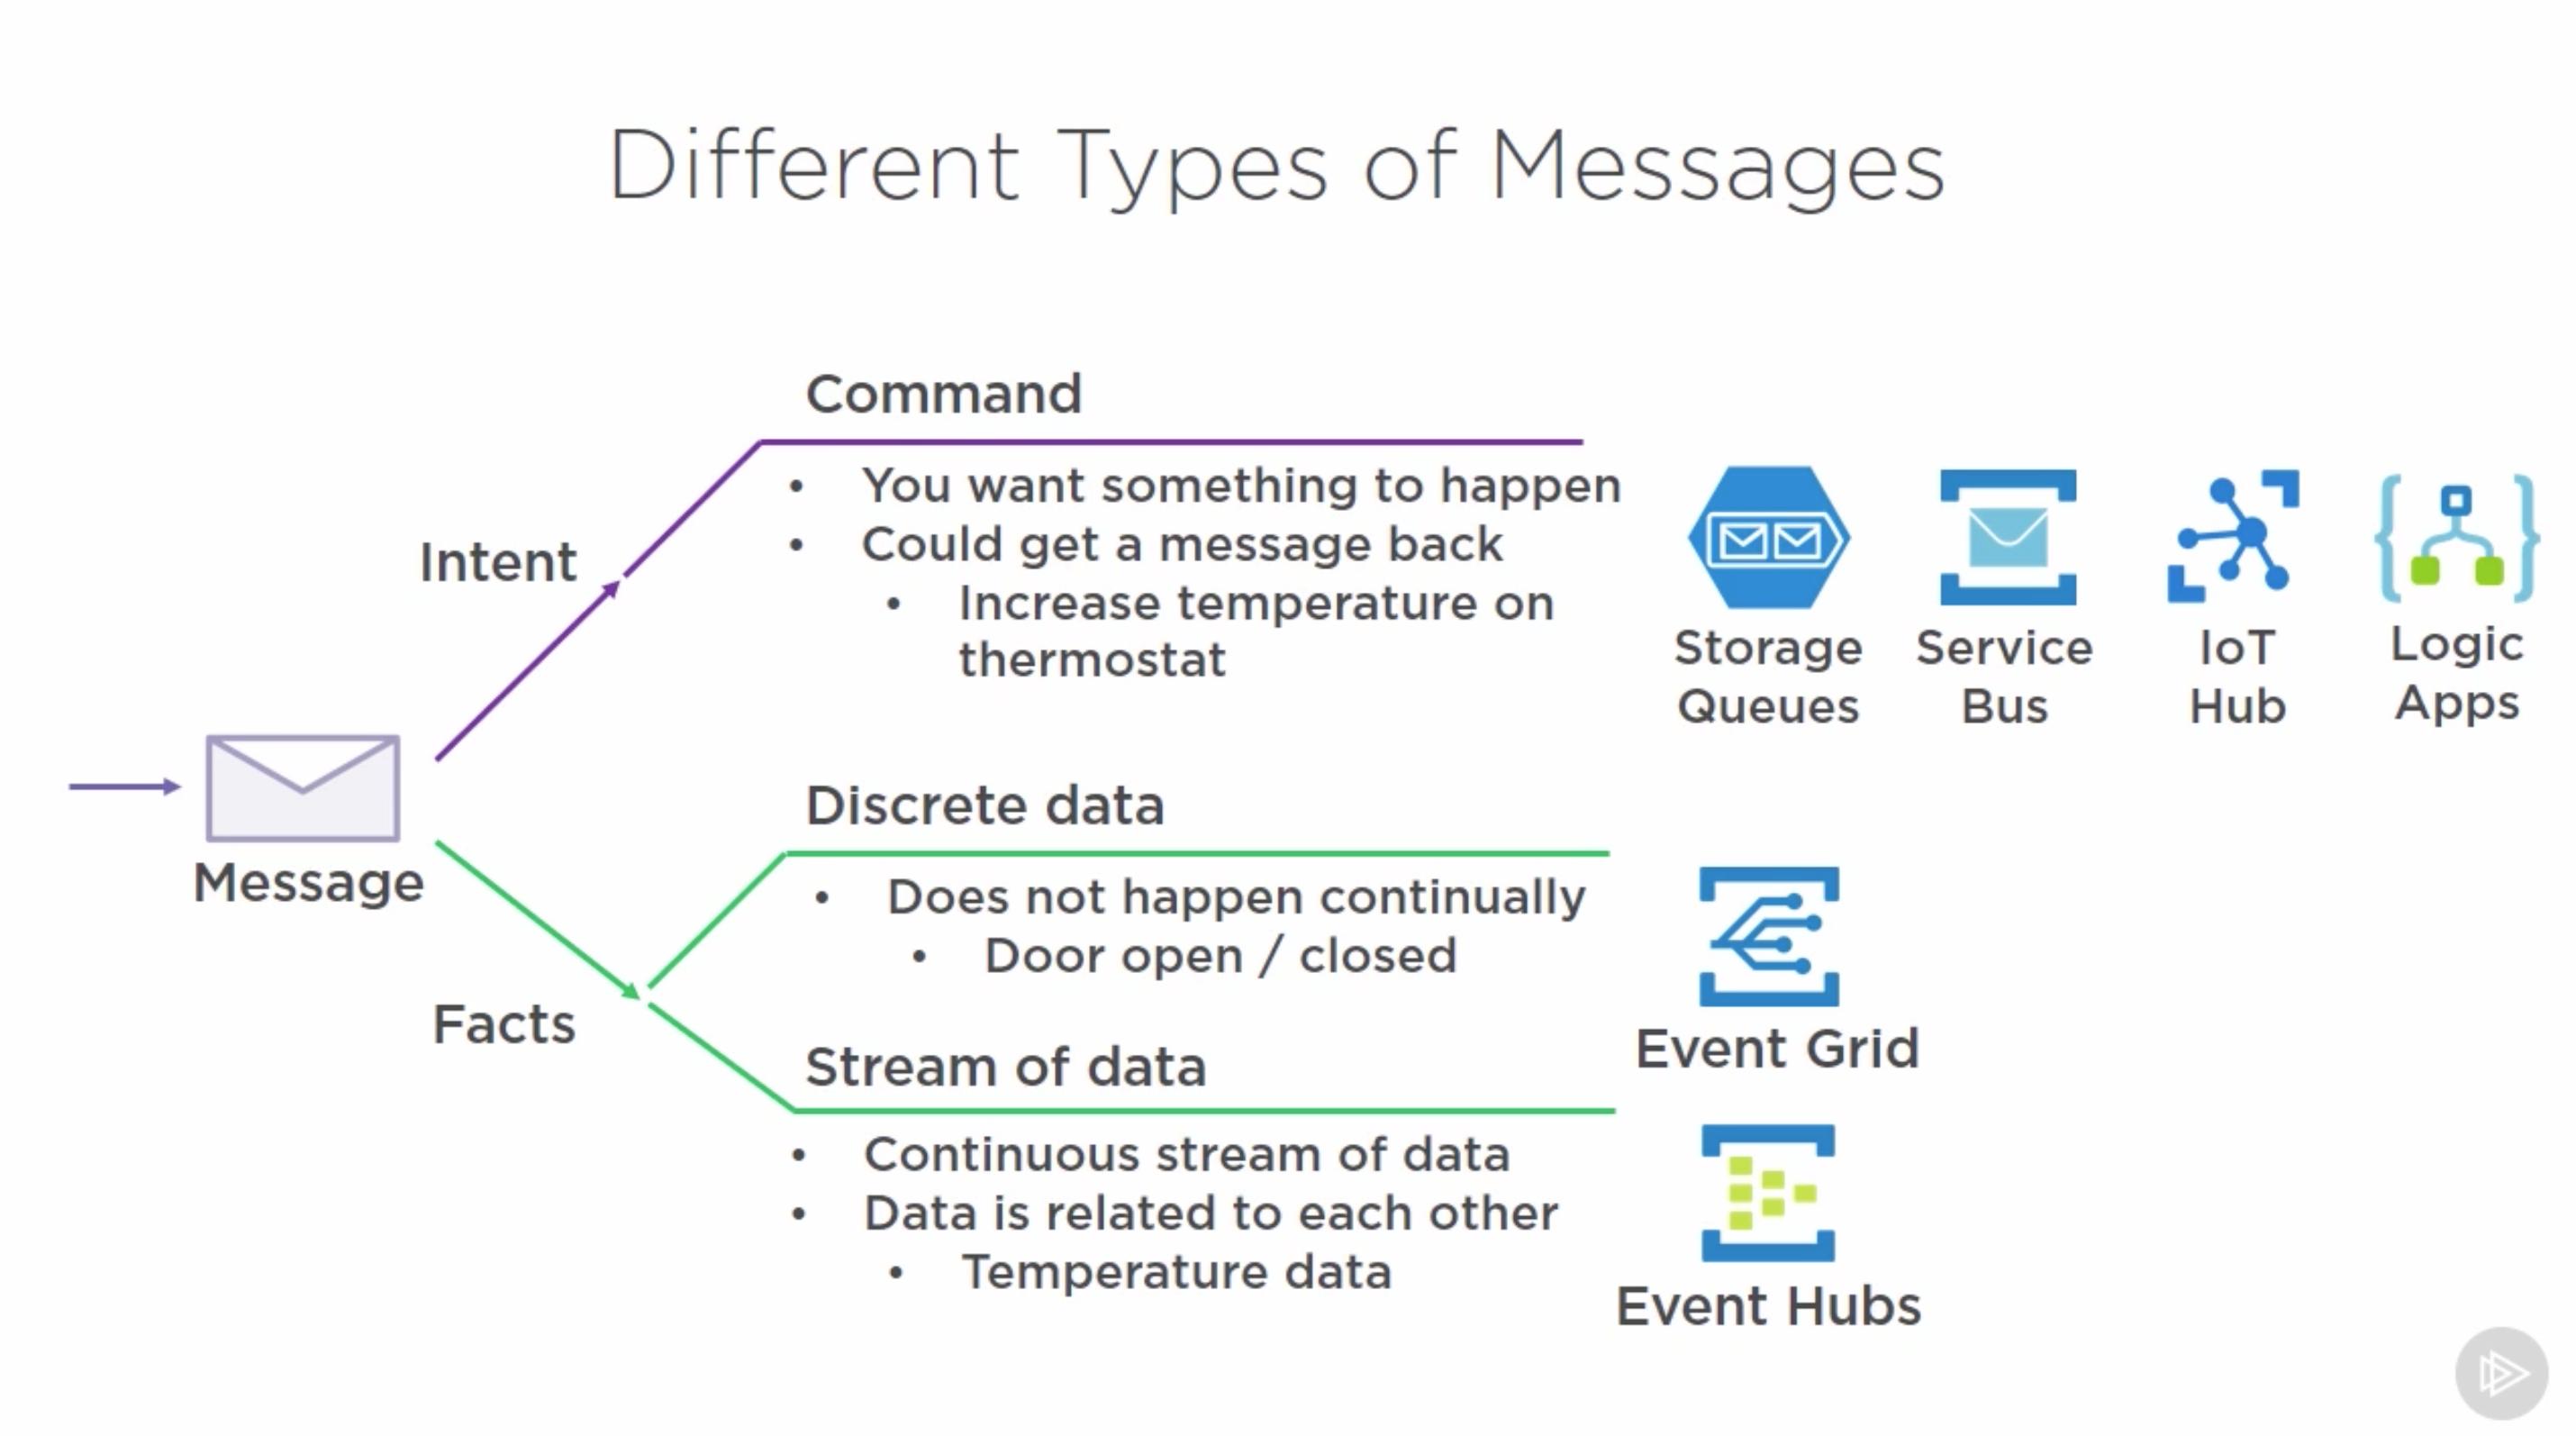 Different Types of Messages
Command
• You want something to happen
• Could get a message back
• Increase temperature on
thermostat
Intent
Storage
Queues
Service
Bus
IoT
Hub
Logic
Apps
Message
Discrete data
• Does not happen continually
• Door open / closed
Event Grid
Facts
Stream of data
• Continuous stream of data
• Data is related to each other
• Temperature data
Event Hubs